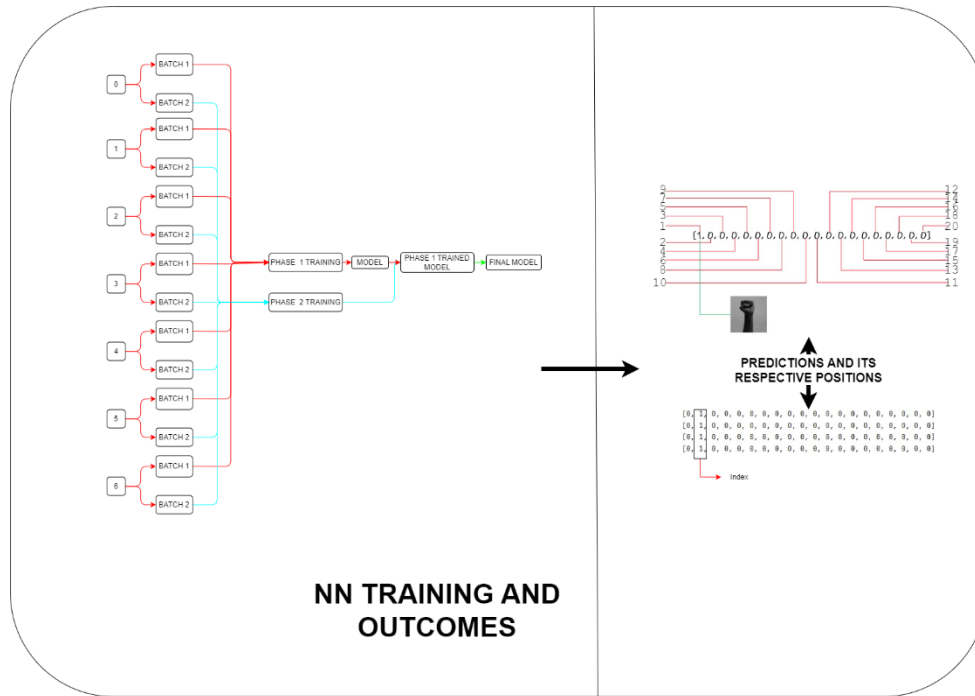 0
BATCH 1
BATCH 2
1
BATCH 1
BATCH 2
2
BATCH 1
BATCH 2
3
BATCH 1
BATCH 2
4
BATCH 1
BATCH 2
5
BATCH 1
BATCH 2
6
BATCH 1
BATCH 2
PHASE 1 TRAINING
MODEL
PHASE 1 TRAINED
MODEL
FINAL MODEL
PHASE 2 TRAINING
NN TRAINING AND
OUTCOMES
9 12
7 14
5 16
3 18
1 20
[1,0,0,0,0,0,0,0,0,0,0,0,0,0,0,0,0,0,0,0]
2 19
4 17
6 15
8 13
10 11
PREDICTIONS AND ITS
RESPECTIVE POSITIONS
[0, 1, 0, 0, 0, 0, 0, 0, 0, 0, 0, 0, 0, 0, 0, 0, 0, 0, 0, 0]
[0, 1, 0, 0, 0, 0, 0, 0, 0, 0, 0, 0, 0, 0, 0, 0, 0, 0, 0, 0]
[0, 1, 0, 0, 0, 0, 0, 0, 0, 0, 0, 0, 0, 0, 0, 0, 0, 0, 0, 0]
[0, 1, 0, 0, 0, 0, 0, 0, 0, 0, 0, 0, 0, 0, 0, 0, 0, 0, 0, 0]
index